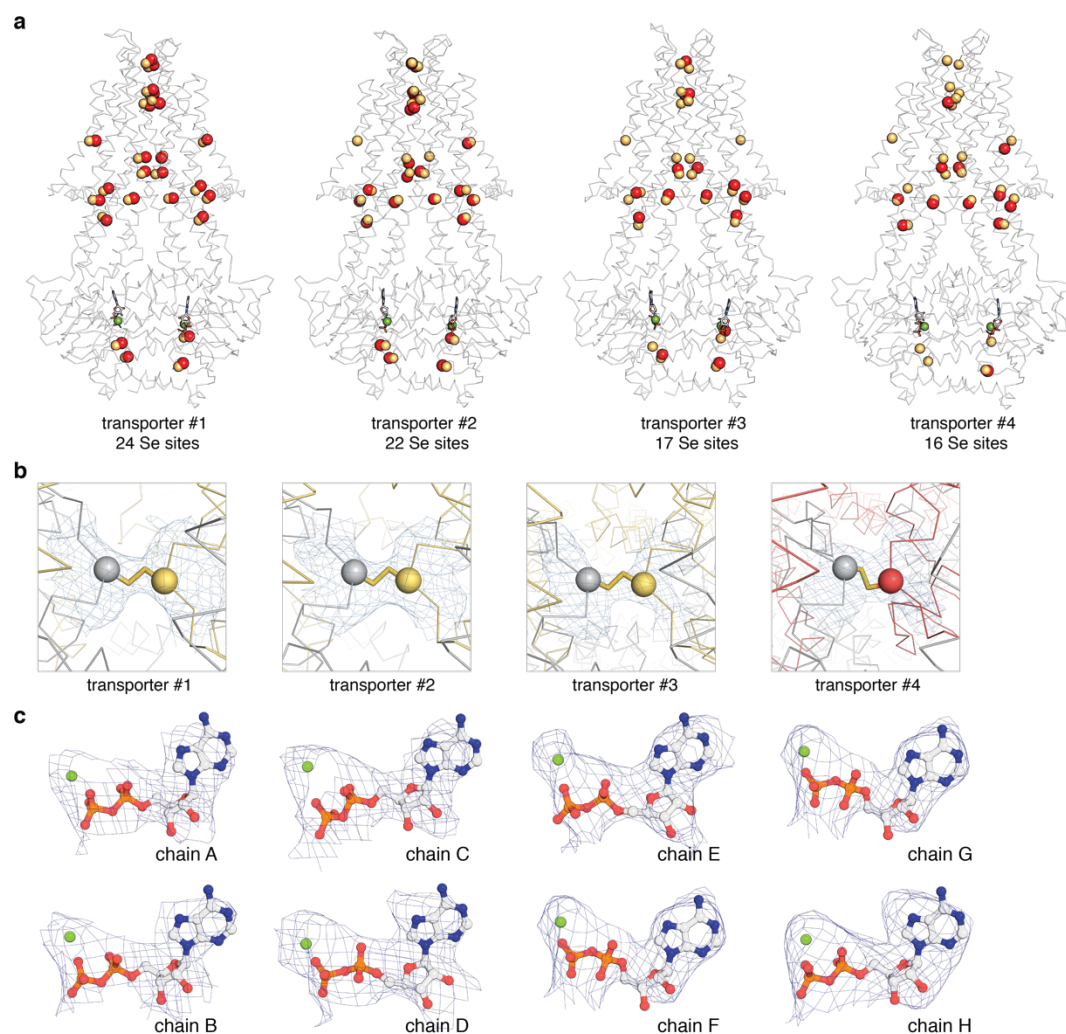 a
transporter #1
24 Se sites
transporter #2
22 Se sites
transporter #3
17 Se sites
transporter #4
16 Se sites
b
transporter #1
transporter #2
transporter #3
transporter #4
c
chain A
chain C
chain E
chain G
chain B
chain D
chain F
chain H